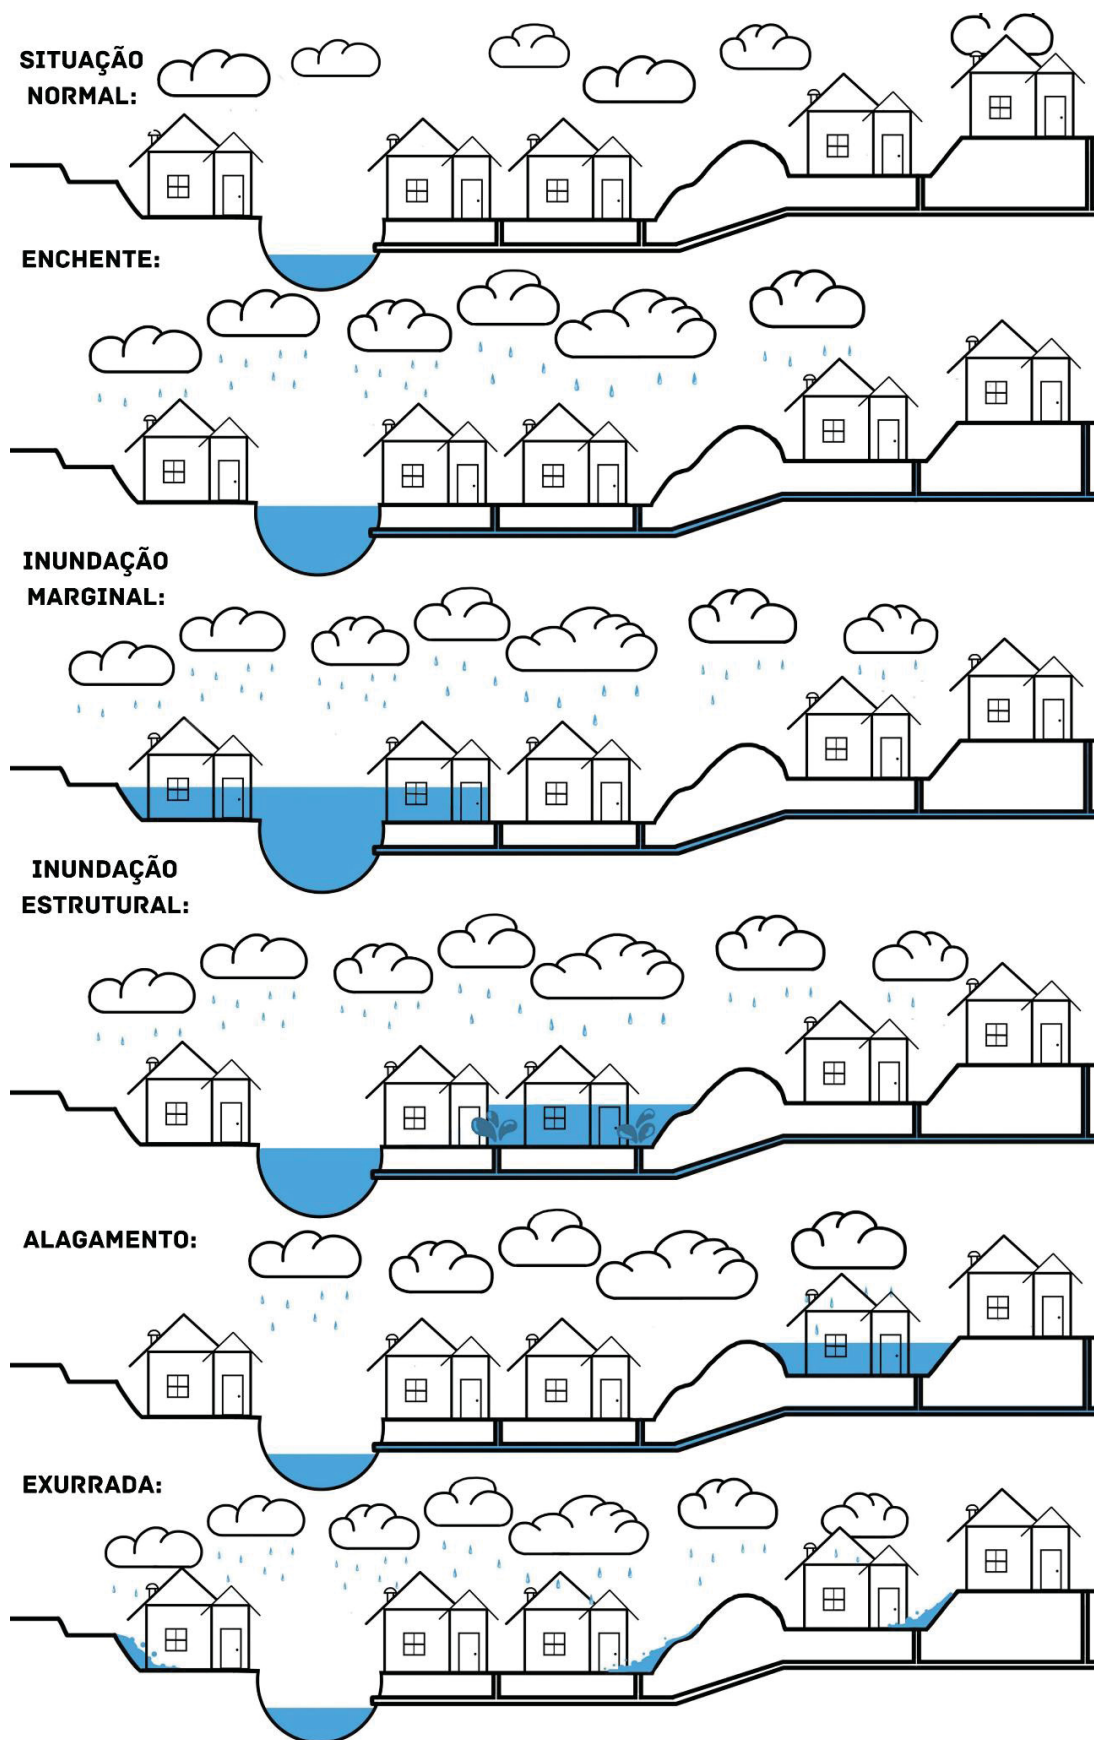 SITUAÇÃO
NORMAL:
ENCHENTE:
INUNDAÇÃO
MARGINAL:
INUNDAÇÃO
ESTRUTURAL:
ALAGAMENTO:
EXURRADA: